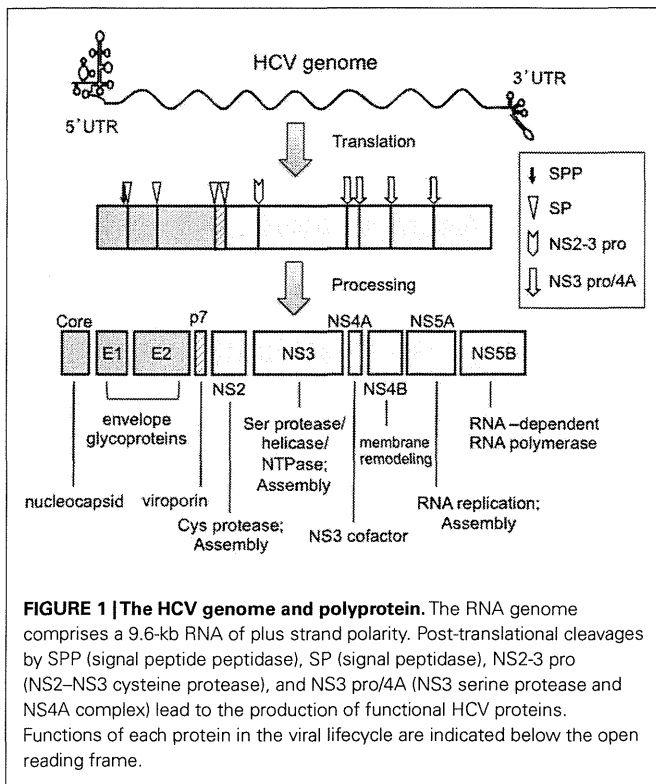 HCV genome
5'UTR
3'UTR
Translation
SPP
SP
NS2-3 pro
NS3 pro/4A
Processing
Core
E1
E2
p7
NS2
NS3
NS4A
NS4B
NS5A
NS5B
envelope
glycoproteins
nucleocapsid
viroporin
Cys protease;
Assembly
Ser protease/
helicase/
NTPase;
Assembly
NS3 cofactor
membrane
remodeling
RNA replication;
Assembly
RNA –dependent
RNA polymerase
FIGURE 1 | The HCV genome and polyprotein. The RNA genome
comprises a 9.6-kb RNA of plus strand polarity. Post-translational cleavages
by SPP (signal peptide peptidase), SP (signal peptidase), NS2-3 pro
(NS2–NS3 cysteine protease), and NS3 pro/4A (NS3 serine protease and
NS4A complex) lead to the production of functional HCV proteins.
Functions of each protein in the viral lifecycle are indicated below the open
reading frame.